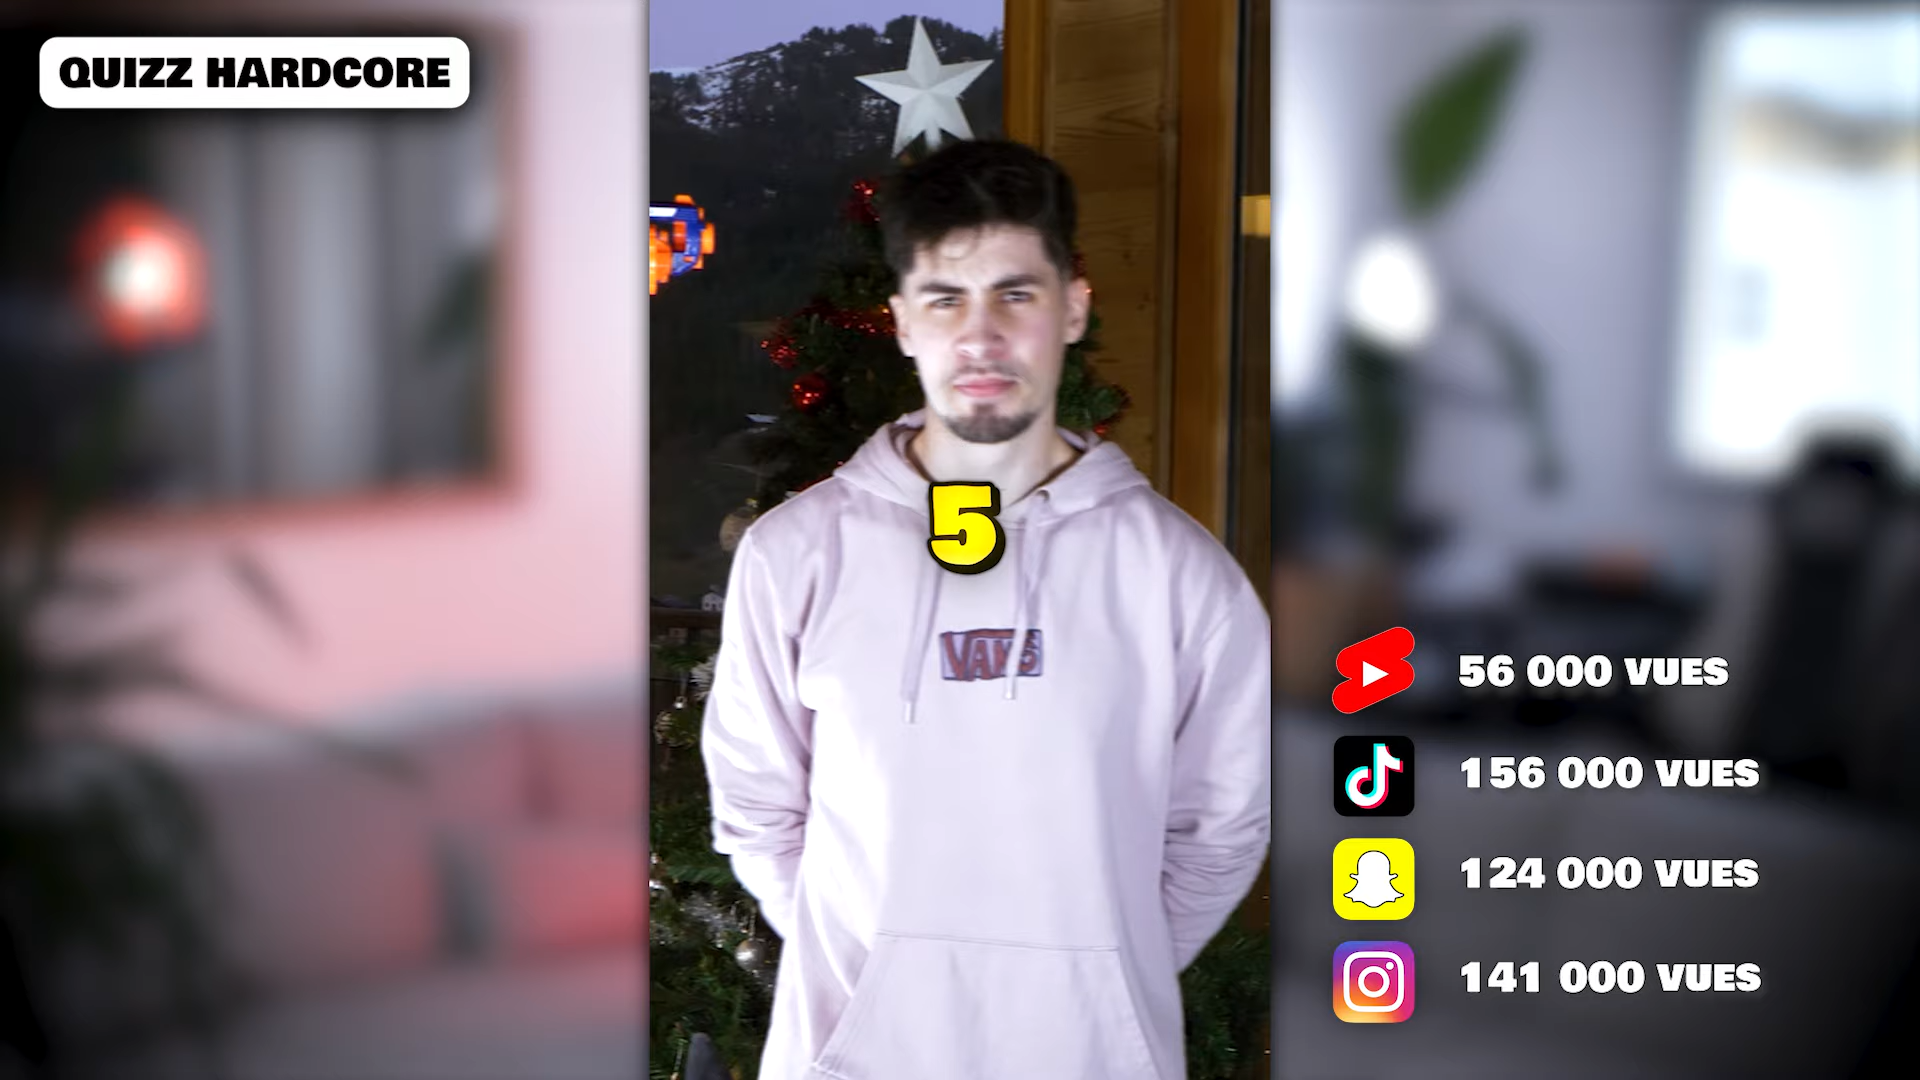 QUIZZ HARDCORE
5
VANS
56 000 VUES
156 000 VUES
124 000 VUES
141 000 VUES